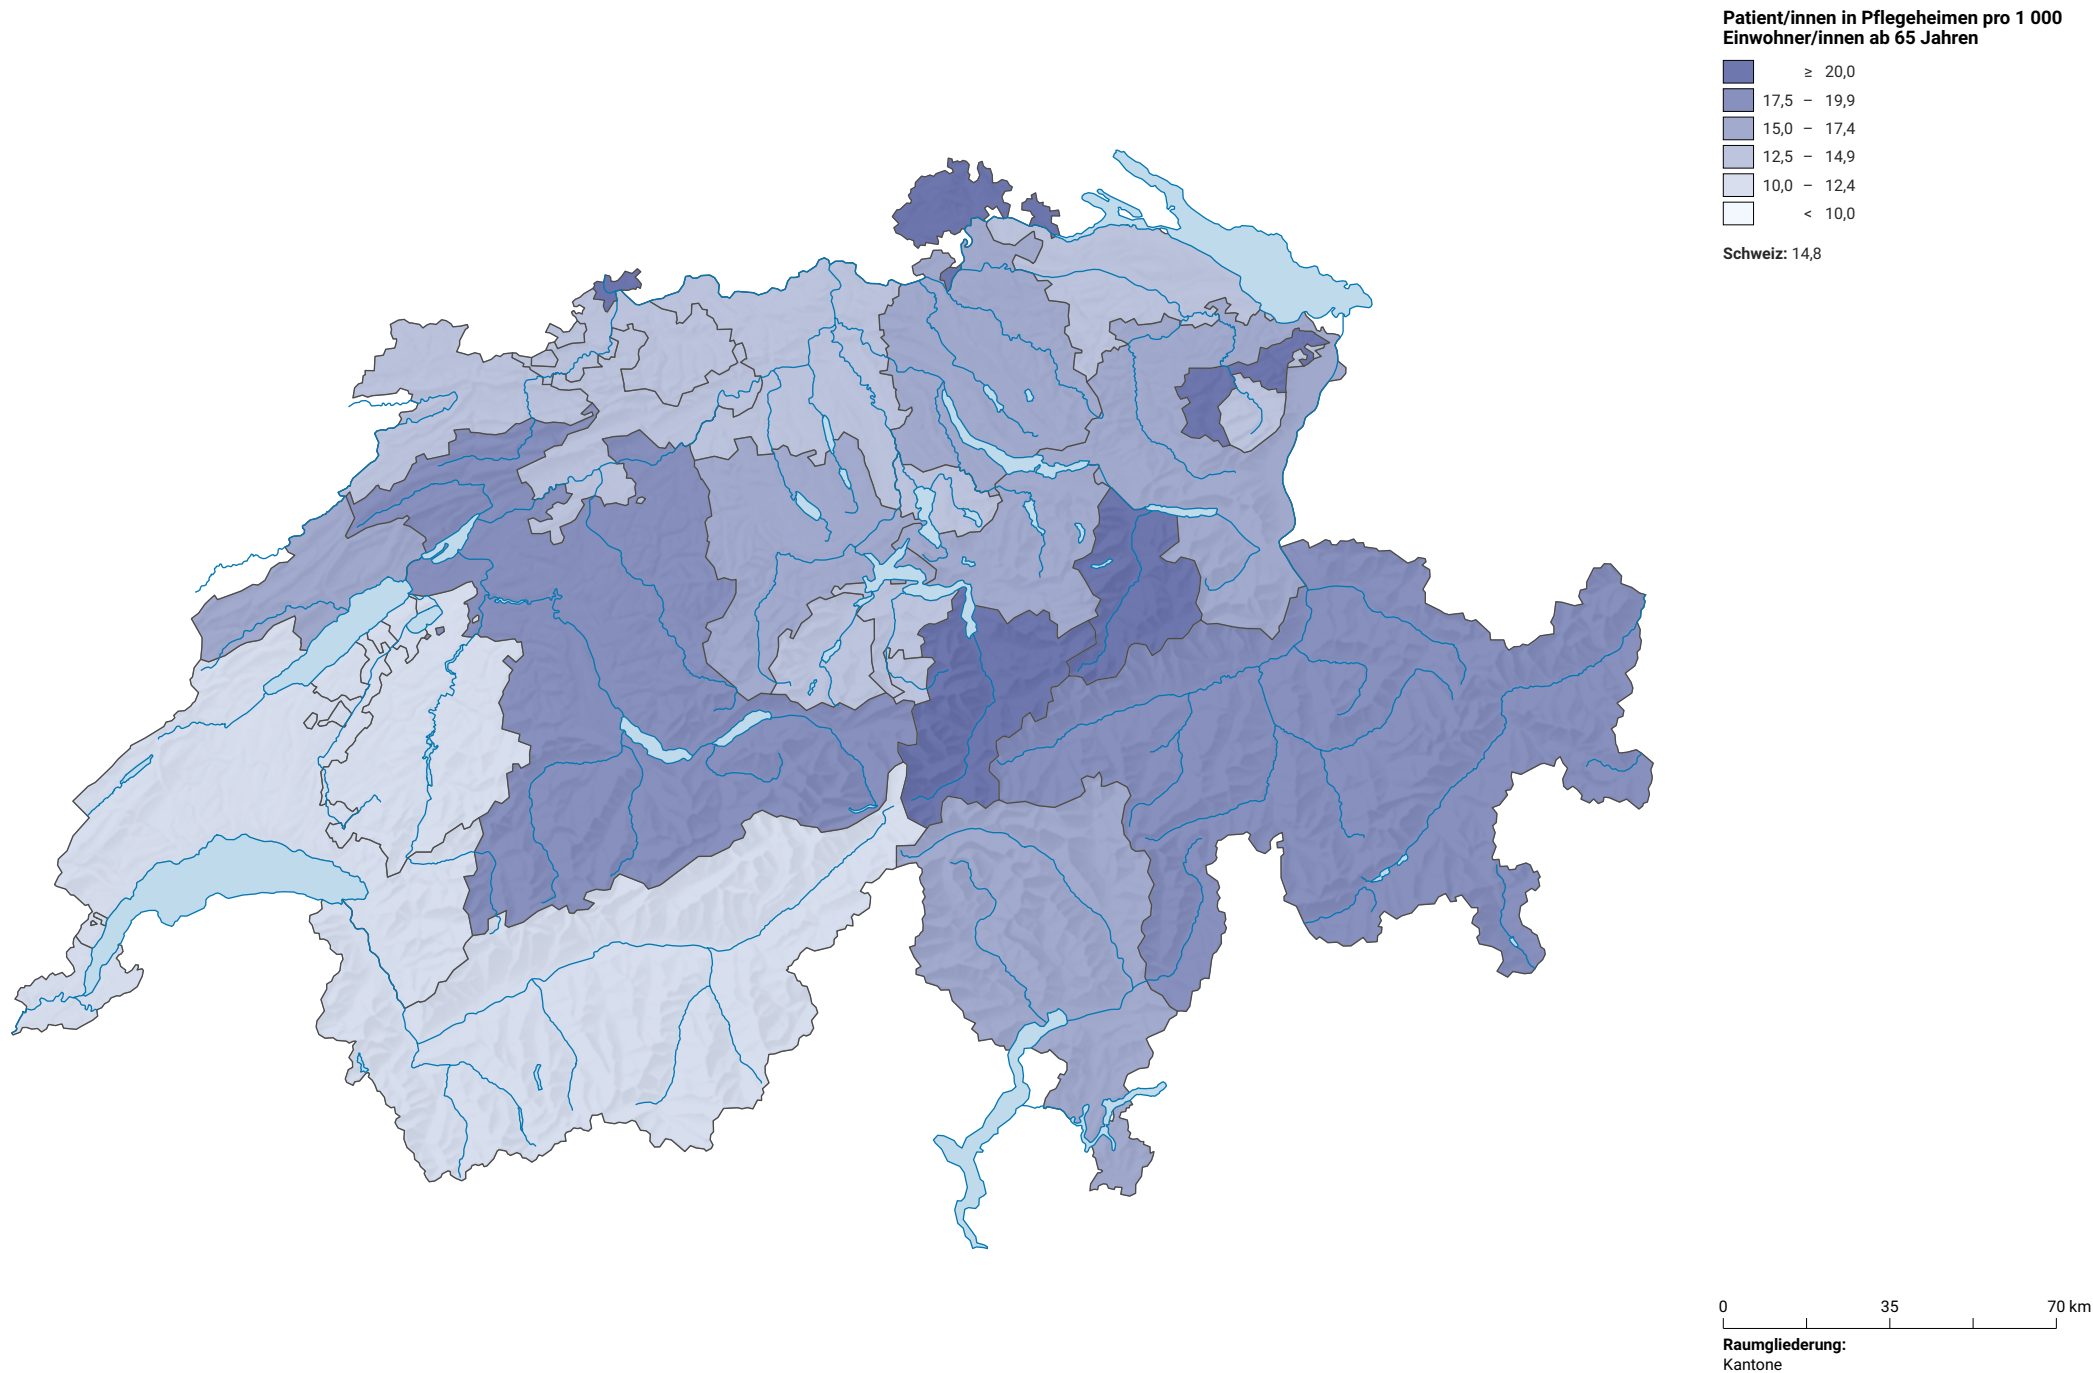 Patient/innen in Pflegeheimen pro 1 000
Einwohner/innen ab 65 Jahren
≥ 20,0
17,5 – 19,9
15,0 – 17,4
12,5 – 14,9
10,0 – 12,4
< 10,0
Schweiz: 14,8
0 35 70 km
Raumgliederung:
Kantone